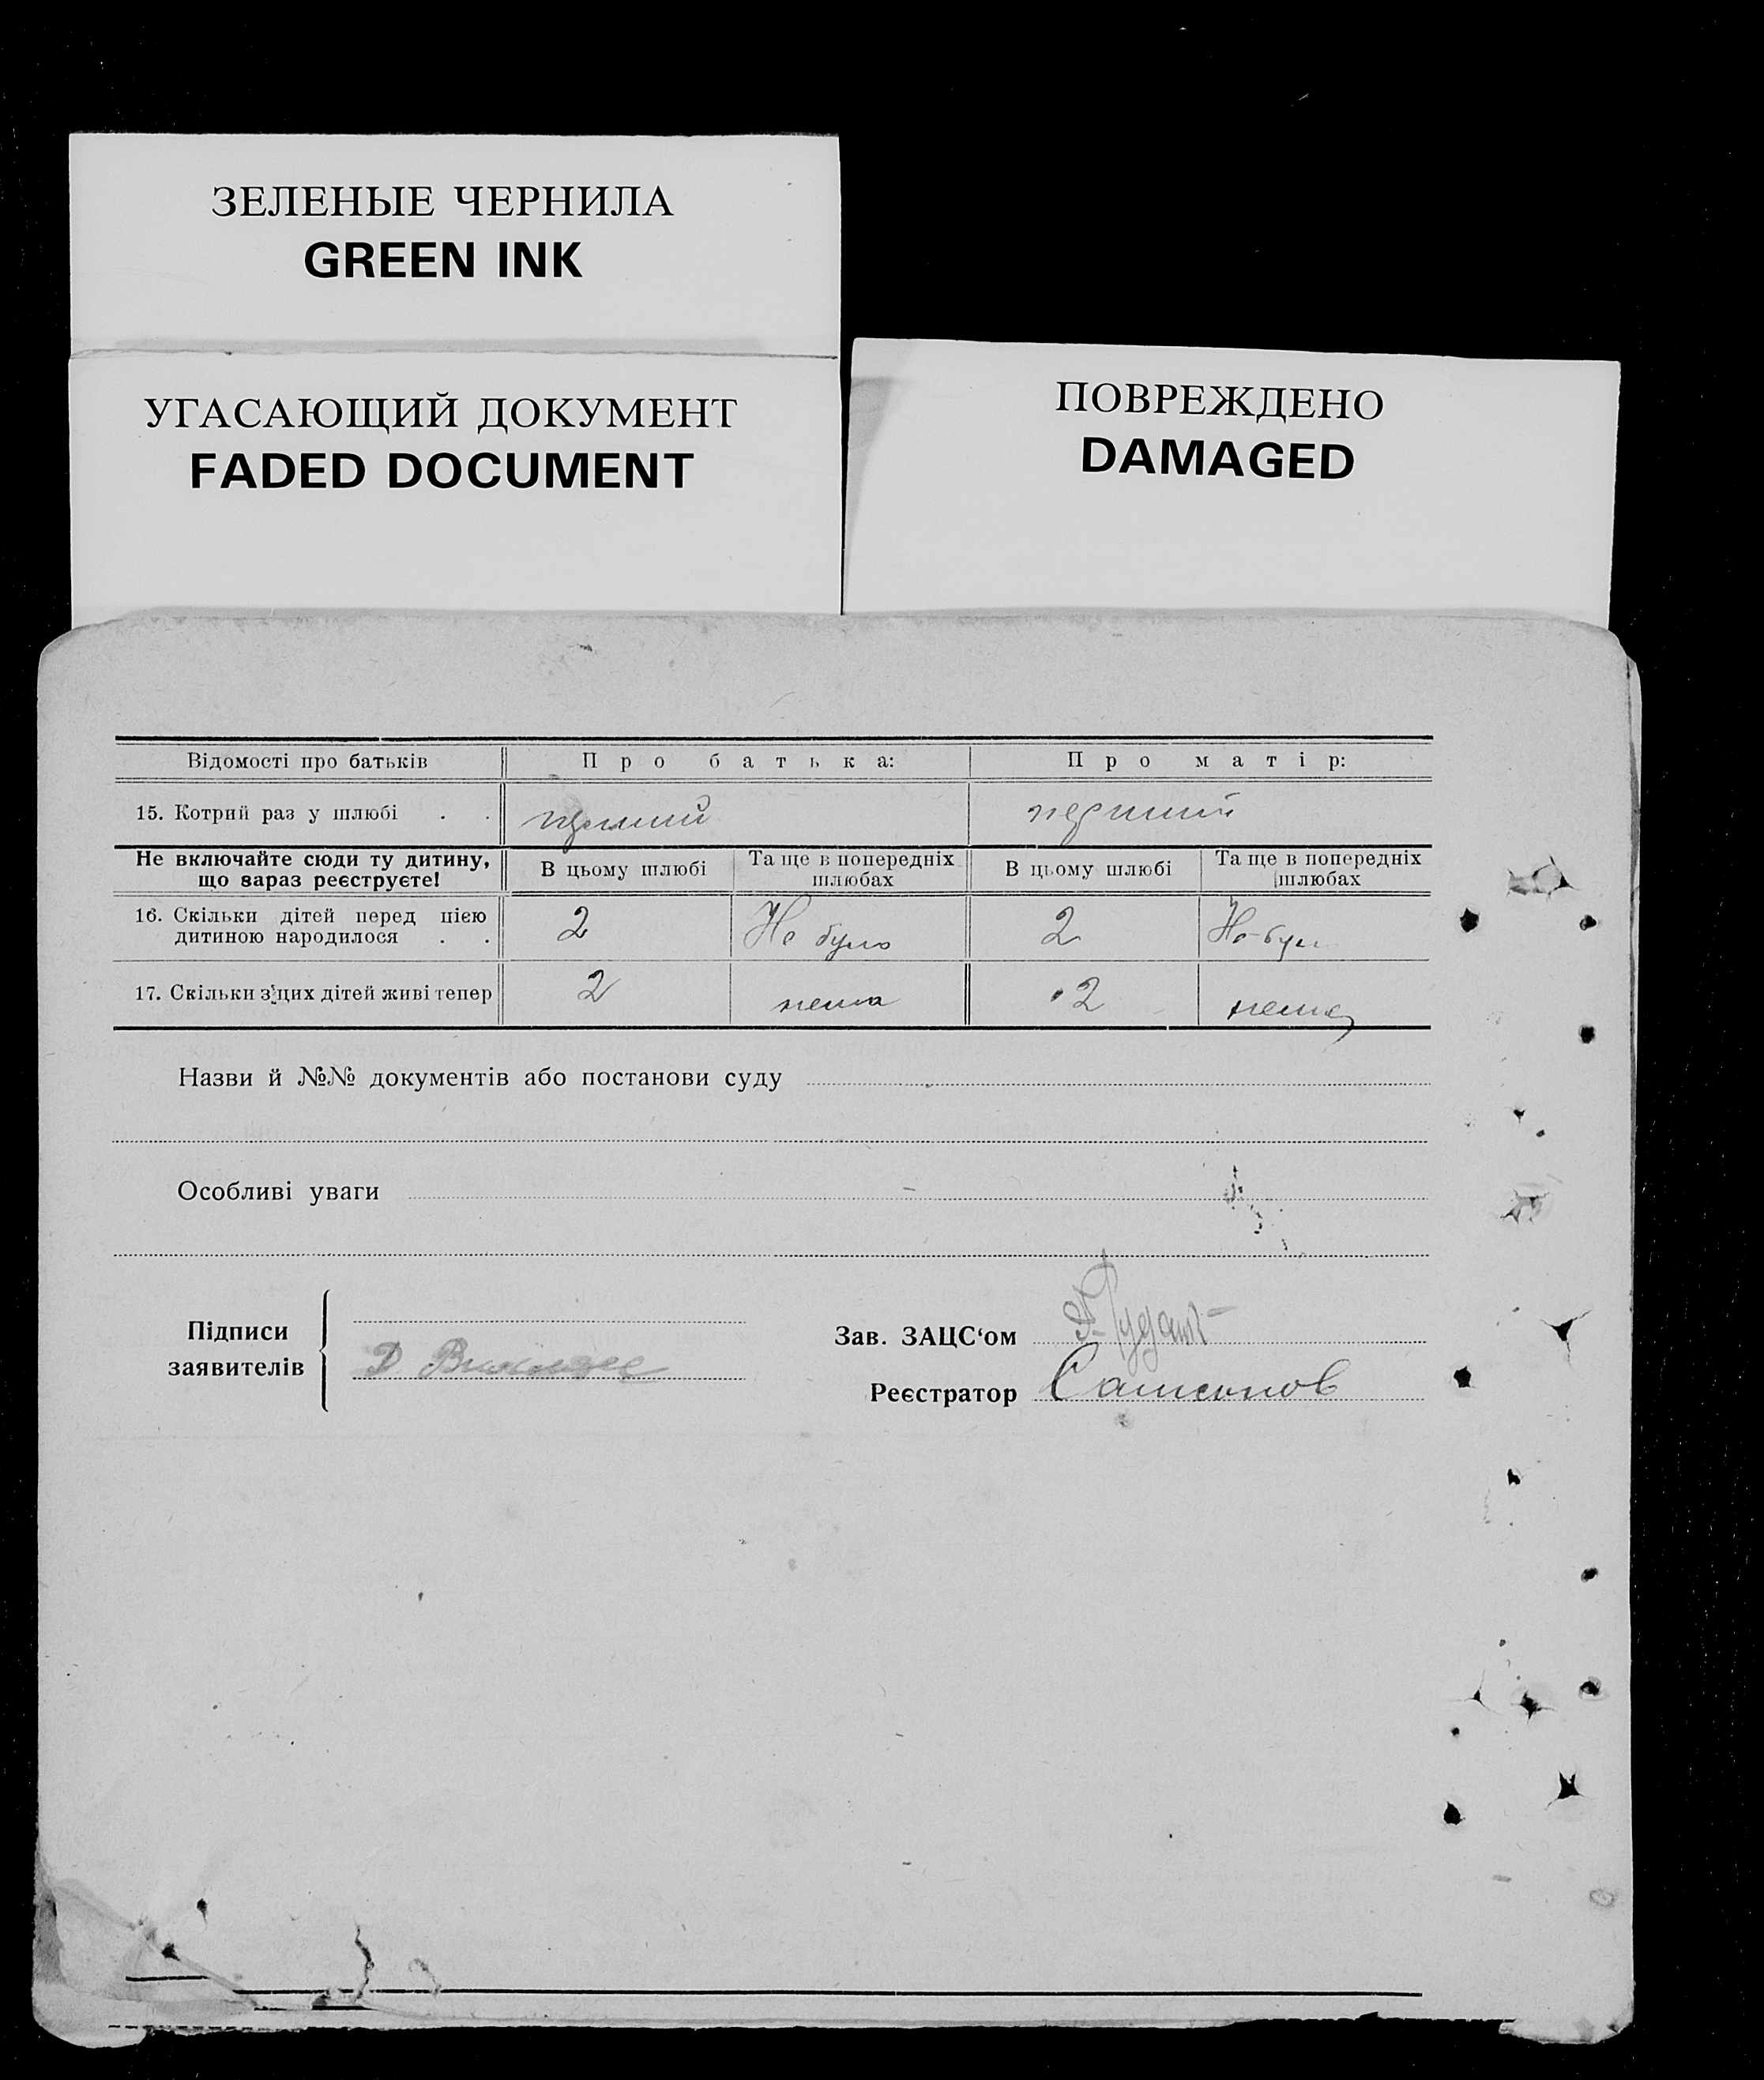 ЗЕЛЕНЫЕ ЧЕРНИЛА
GREEN INK
УГАСАЮЩИЙ ДОКУМЕНТ
FADED DOCUMENT
ПОВРЕЖДЕНО
DAMAGED
Відомості про батьків Про батька: Про матір:
15. Котрий раз у шлюбі . . перший перший
Не включайте сюди ту дитину, що зараз реєструєте! В цьому шлюбі Та ще в попередніх шлюбах В цьому шлюбі Та ще в попередніх шлюбах
16. Скільки дітей перед цією
дитиною народилося . . 2 Не було 2 Не було
17. Скільки з цих дітей живі тепер 2 нема 2 нема
Назви й №№ документів або постанови суду
Особливі уваги
Підписи
заявителів
Зав. ЗАЦС‘ом
Реєстратор